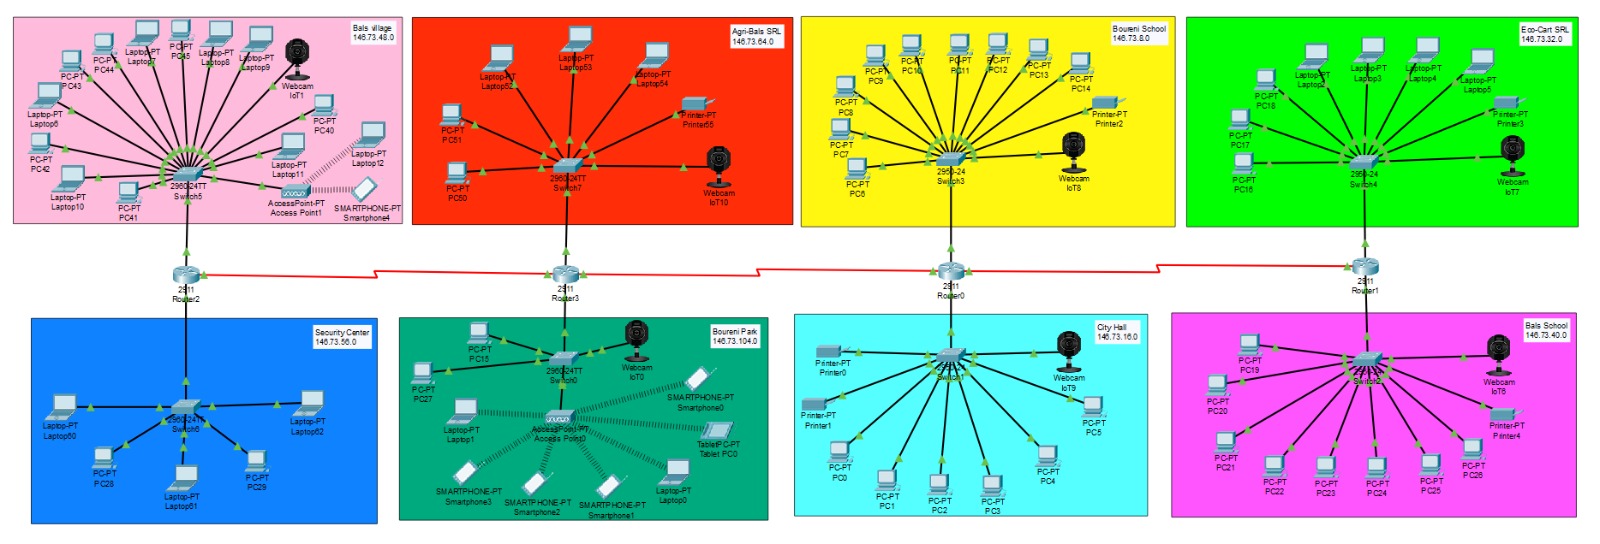 Bals village
146.73.48.0
PC-PT
PC43
PC-PT
PC44
Laptop-PT
Laptop7
PC-PT
PC45
Laptop-PT
Laptop8
Laptop-PT
Laptop9
Webcam
IoT1
Laptop-PT
Laptop6
PC-PT
PC40
PC-PT
PC42
Laptop-PT
Laptop11
Laptop-PT
Laptop12
Laptop-PT
Laptop10
PC-PT
PC41
2960-24TT
Switch5
AccessPoint-PT
Access Point1
SMARTPHONE-PT
Smartphone4
Agri-Bals SRL
146.73.64.0
Laptop-PT
Laptop52
Laptop-PT
Laptop53
Laptop-PT
Laptop54
Printer-PT
Printer55
PC-PT
PC51
PC-PT
PC50
2960-24TT
Switch7
Webcam
IoT10
Boureni School
146.73.8.0
PC-PT
PC9
PC-PT
PC10
PC-PT
PC11
PC-PT
PC12
PC-PT
PC13
PC-PT
PC14
PC-PT
PC8
Printer-PT
Printer2
PC-PT
PC7
PC-PT
PC6
2950-24
Switch3
Webcam
IoT8
Eco-Cart SRL
146.73.32.0
PC-PT
PC18
Laptop-PT
Laptop2
Laptop-PT
Laptop3
Laptop-PT
Laptop4
Laptop-PT
Laptop5
Printer-PT
Printer3
PC-PT
PC17
PC-PT
PC16
2950-24
Switch4
Webcam
IoT7
2911
Router2
2911
Router3
2911
Router0
2911
Router1
Security Center
146.73.56.0
Laptop-PT
Laptop60
2960-24TT
Switch6
Laptop-PT
Laptop62
PC-PT
PC28
Laptop-PT
Laptop61
PC-PT
PC29
Boureni Park
146.73.104.0
PC-PT
PC15
PC-PT
PC27
2960-24TT
Switch0
Webcam
IoT0
SMARTPHONE-PT
Smartphone0
Laptop-PT
Laptop1
AccessPoint-PT
Access Point0
TabletPC-PT
Tablet PC0
SMARTPHONE-PT
Smartphone3
SMARTPHONE-PT
Smartphone2
SMARTPHONE-PT
Smartphone1
Laptop-PT
Laptop0
City Hall
146.73.16.0
Printer-PT
Printer0
2950-24
Switch1
Webcam
IoT9
Printer-PT
Printer1
PC-PT
PC5
PC-PT
PC0
PC-PT
PC1
PC-PT
PC2
PC-PT
PC3
PC-PT
PC4
Bals School
146.73.40.0
PC-PT
PC19
2950-24
Switch2
Webcam
IoT6
PC-PT
PC20
Printer-PT
Printer4
PC-PT
PC21
PC-PT
PC22
PC-PT
PC23
PC-PT
PC24
PC-PT
PC25
PC-PT
PC26